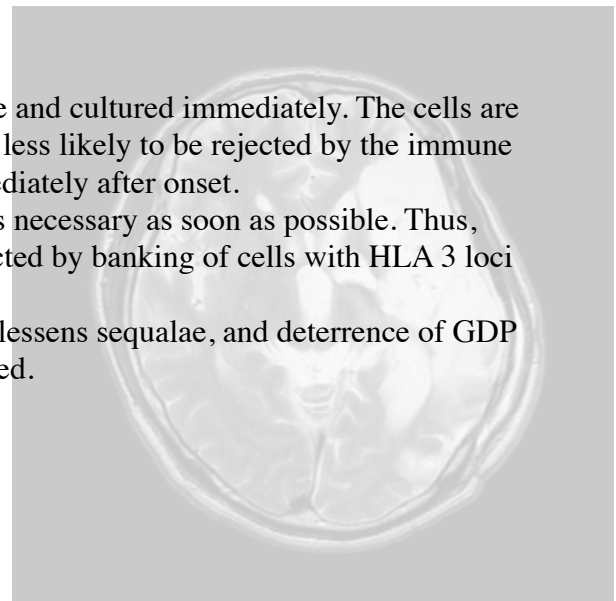 e and cultured immediately. The cells are
less likely to be rejected by the immune
ediately after onset.
s necessary as soon as possible. Thus,
cted by banking of cells with HLA 3 loci
lessens sequalae, and deterrence of GDP
ed.